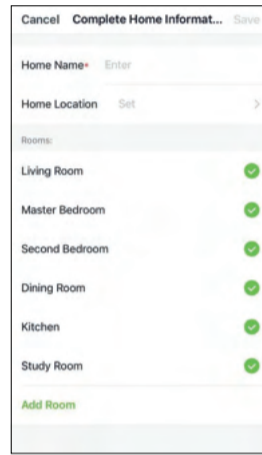 Cancel Complete Home Informat... Save
Home Name* Enter
Home Location Set
Rooms:
Living Room
Master Bedroom
Second Bedroom
Dining Room
Kitchen
Study Room
Add Room